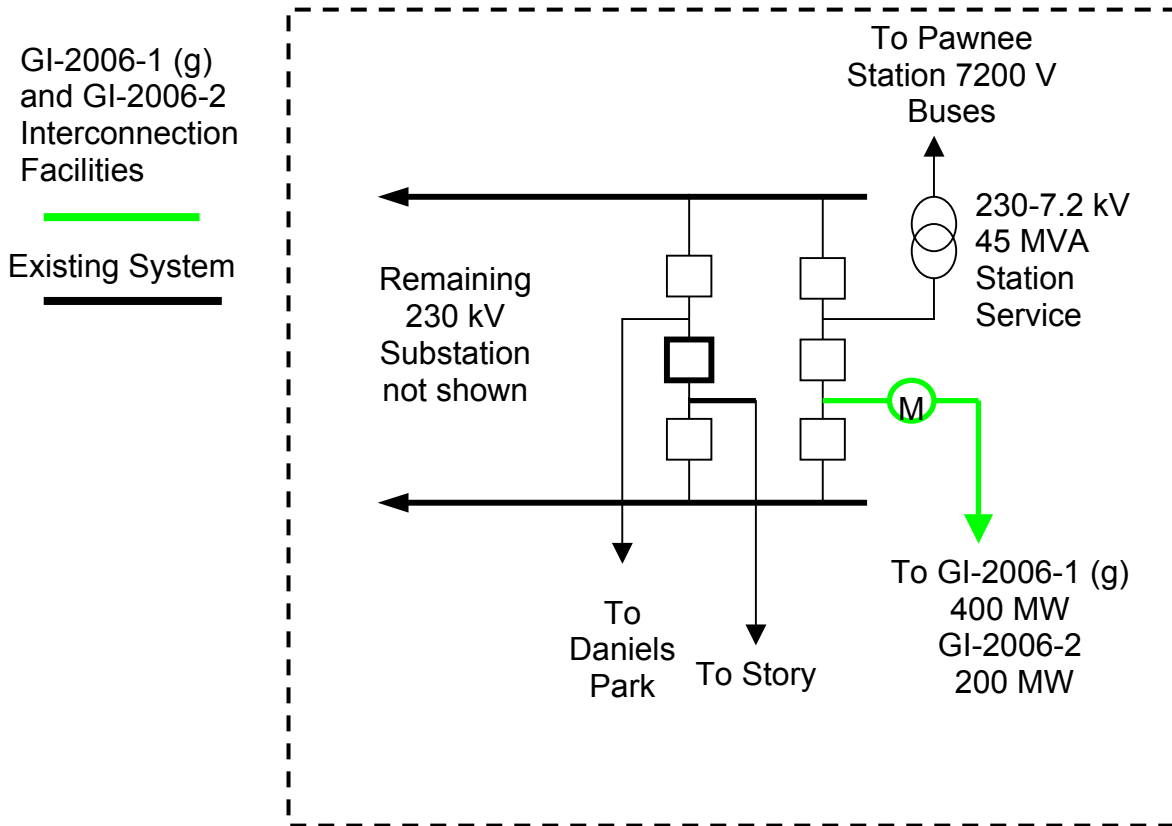 GI-2006-1 (g)
and GI-2006-2
Interconnection
Facilities
Existing System
To Pawnee
Station 7200 V
Buses
230-7.2 kV
45 MVA
Station
Service
Remaining
230 kV
Substation
not shown
M
To
Daniels
Park
To Story
To GI-2006-1 (g)
400 MW
GI-2006-2
200 MW